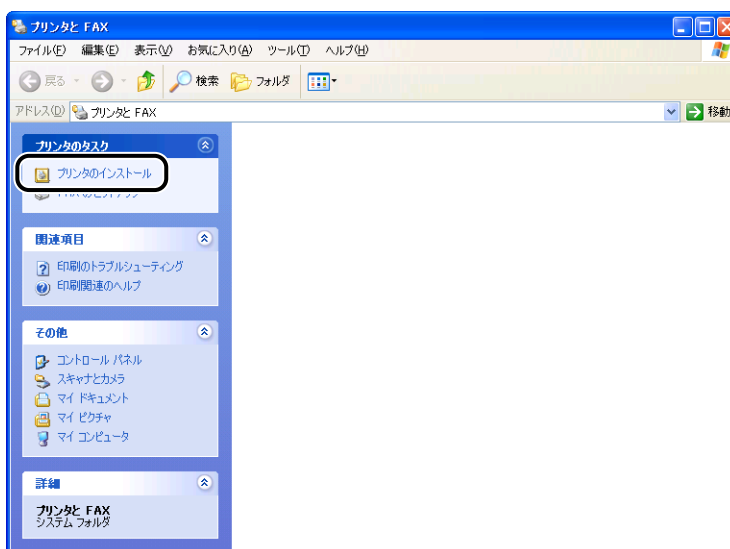 プリンタと FAX
ファイル(F) 編集(E) 表示(V) お気に入り(A) ツール(T) ヘルプ(H)
戻る 検索 フォルダ
アドレス(D) プリンタと FAX 移動
プリンタのタスク
プリンタのインストール
関連項目
印刷のトラブルシューティング
印刷関連のヘルプ
その他
コントロール パネル
スキャナとカメラ
マイ ドキュメント
マイ ピクチャ
マイ コンピュータ
詳細
プリンタと FAX
システム フォルダ